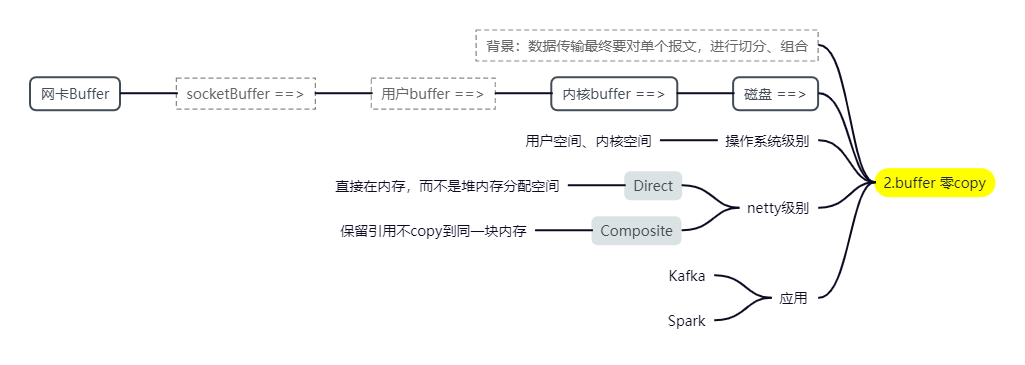 背景：数据传输最终要对单个报文，进行切分、组合
网卡Buffer
socketBuffer ==>
用户buffer ==>
内核buffer ==>
磁盘 ==>
用户空间、内核空间
操作系统级别
2.buffer 零copy
直接在内存，而不是堆内存分配空间
Direct
netty级别
保留引用不copy到同一块内存
Composite
Kafka
应用
Spark